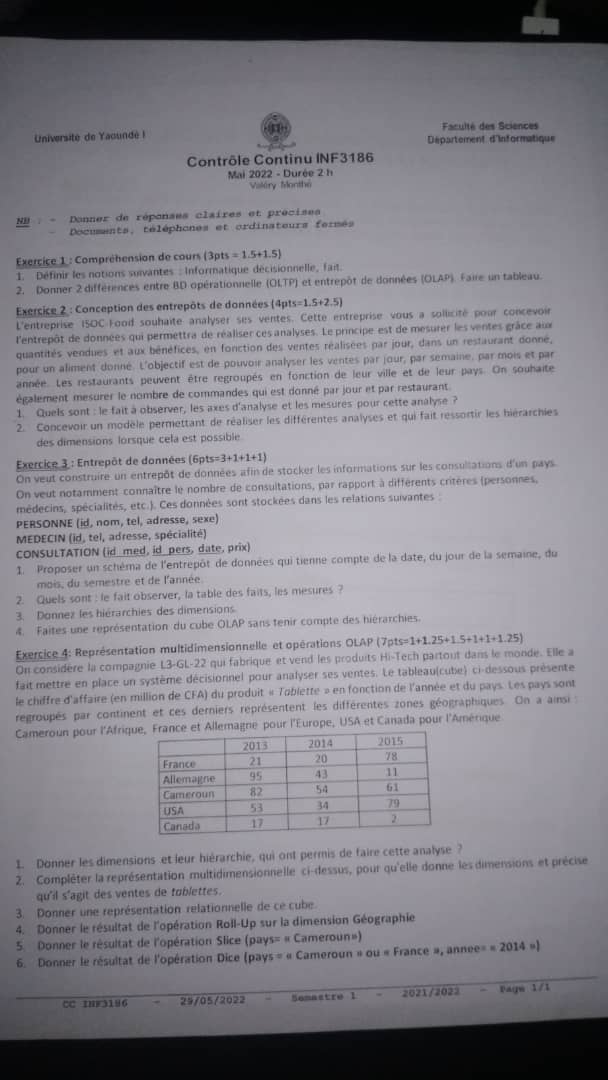 Université de Yaoundé I
Faculté des Sciences
Département d'Informatique
Contrôle Continu INF3186
Mai 2022 - Durée 2 h
Valéry Monthé
NB : - Donner de réponses claires et précises
- Documents, téléphones et ordinateurs fermés
Exercice 1 : Compréhension de cours (3pts = 1.5+1.5)
1. Définir les notions suivantes : Informatique décisionnelle, fait.
2. Donner 2 différences entre BD opérationnelle (OLTP) et entrepôt de données (OLAP). Faire un tableau.
Exercice 2 : Conception des entrepôts de données (4pts=1.5+2.5)
L'entreprise ISOC-Food souhaite analyser ses ventes. Cette entreprise vous a sollicité pour concevoir
l'entrepôt de données qui permettra de réaliser ces analyses. Le principe est de mesurer les ventes grâce aux
quantités vendues et aux bénéfices, en fonction des ventes réalisées par jour, dans un restaurant donné,
pour un aliment donné. L'objectif est de pouvoir analyser les ventes par jour, par semaine, par mois et par
année. Les restaurants peuvent être regroupés en fonction de leur ville et de leur pays. On souhaite
également mesurer le nombre de commandes qui est donné par jour et par restaurant.
1. Quels sont : le fait à observer, les axes d'analyse et les mesures pour cette analyse ?
2. Concevoir un modèle permettant de réaliser les différentes analyses et qui fait ressortir les hiérarchies
des dimensions lorsque cela est possible.
Exercice 3 : Entrepôt de données (6pts=3+1+1+1)
On veut construire un entrepôt de données afin de stocker les informations sur les consultations d'un pays.
On veut notamment connaître le nombre de consultations, par rapport à différents critères (personnes,
médecins, spécialités, etc.). Ces données sont stockées dans les relations suivantes :
PERSONNE (id, nom, tel, adresse, sexe)
MEDECIN (id, tel, adresse, spécialité)
CONSULTATION (id_med, id_pers, date, prix)
1. Proposer un schéma de l'entrepôt de données qui tienne compte de la date, du jour de la semaine, du
mois, du semestre et de l'année.
2. Quels sont : le fait observer, la table des faits, les mesures ?
3. Donnez les hiérarchies des dimensions.
4. Faites une représentation du cube OLAP sans tenir compte des hiérarchies.
Exercice 4: Représentation multidimensionnelle et opérations OLAP (7pts=1+1.25+1.5+1+1+1.25)
On considère la compagnie L3-GL-22 qui fabrique et vend les produits Hi-Tech partout dans le monde. Elle a
fait mettre en place un système décisionnel pour analyser ses ventes. Le tableau(cube) ci-dessous présente
le chiffre d'affaire (en million de CFA) du produit « Tablette » en fonction de l'année et du pays. Les pays sont
regroupés par continent et ces derniers représentent les différentes zones géographiques. On a ainsi :
Cameroun pour l'Afrique, France et Allemagne pour l'Europe, USA et Canada pour l'Amérique.
2013 2014 2015
France 21 20 78
Allemagne 95 43 11
Cameroun 82 54 61
USA 53 34 79
Canada 17 17 2
1. Donner les dimensions et leur hiérarchie, qui ont permis de faire cette analyse ?
2. Compléter la représentation multidimensionnelle ci-dessus, pour qu'elle donne les dimensions et précise
qu'il s'agit des ventes de tablettes.
3. Donner une représentation relationnelle de ce cube.
4. Donner le résultat de l'opération Roll-Up sur la dimension Géographie
5. Donner le résultat de l'opération Slice (pays= « Cameroun»)
6. Donner le résultat de l'opération Dice (pays = « Cameroun » ou « France », annee= « 2014 »)
CC INF3186 - 29/05/2022 - Semestre 1 - 2021/2022 - Page 1/1